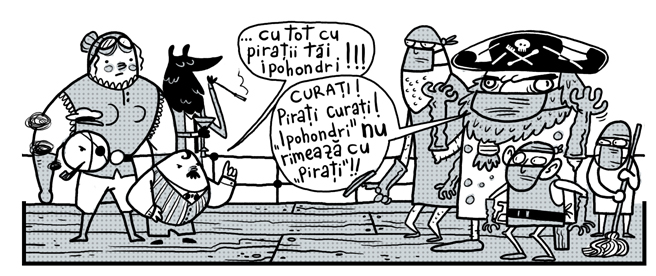 ...cu tot cu
pirații tăi
ipohondri !!!
CURAȚI!
Pirați curați!
„Ipohondri" nu
rimează cu
„pirați"!!